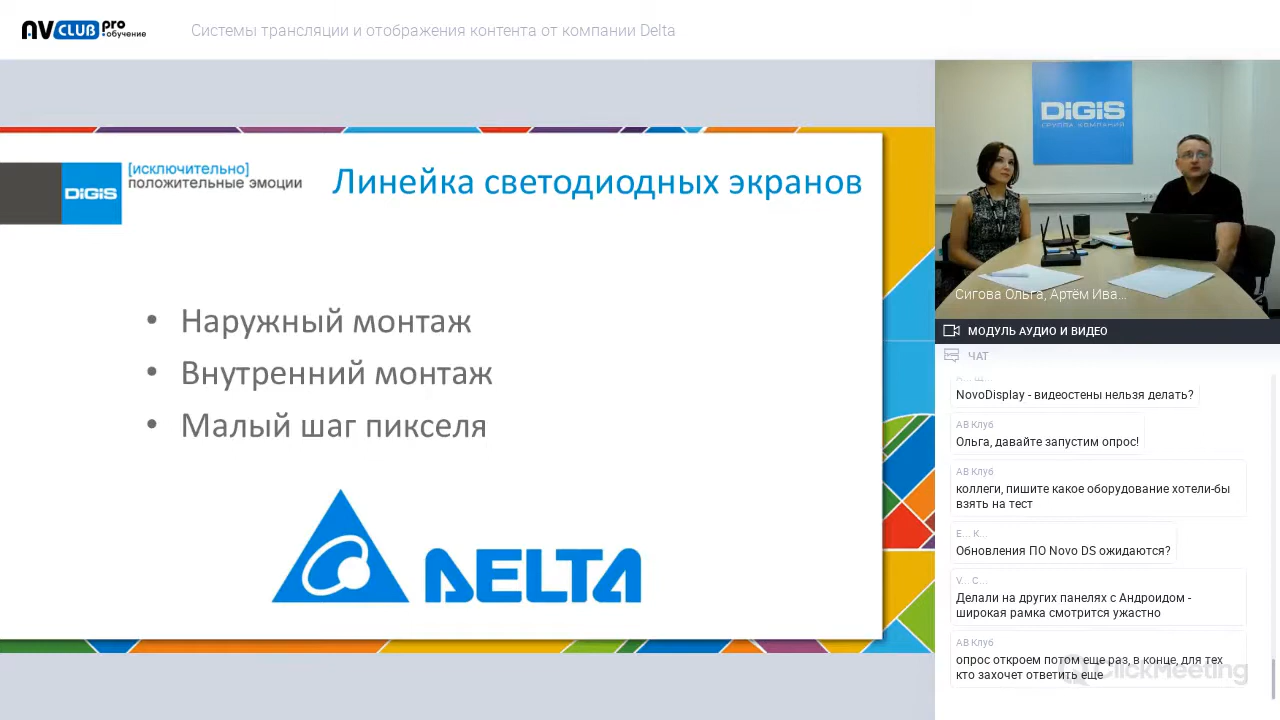 AVCLUB pro
•обучение
Системы трансляции и отображения контента от компании Delta
DIGIS
[исключительно]
положительные эмоции
Линейка светодиодных экранов
• Наружный монтаж
• Внутренний монтаж
• Малый шаг пикселя
DELTA
DIGIS
ГРУППА КОМПАНИЙ
Сигова Ольга, Артём Ива...
МОДУЛЬ АУДИО И ВИДЕО
ЧАТ
NovoDisplay - видеостены нельзя делать?
АВ Клуб
Ольга, давайте запустим опрос!
АВ Клуб
коллеги, пишите какое оборудование хотели-бы
взять на тест
Е... К...
Обновления ПО Novo DS ожидаются?
V... C...
Делали на других панелях с Андроидом -
широкая рамка смотрится ужастно
АВ Клуб
опрос откроем потом еще раз, в конце, для тех
кто захочет ответить еще
ClickMeeting